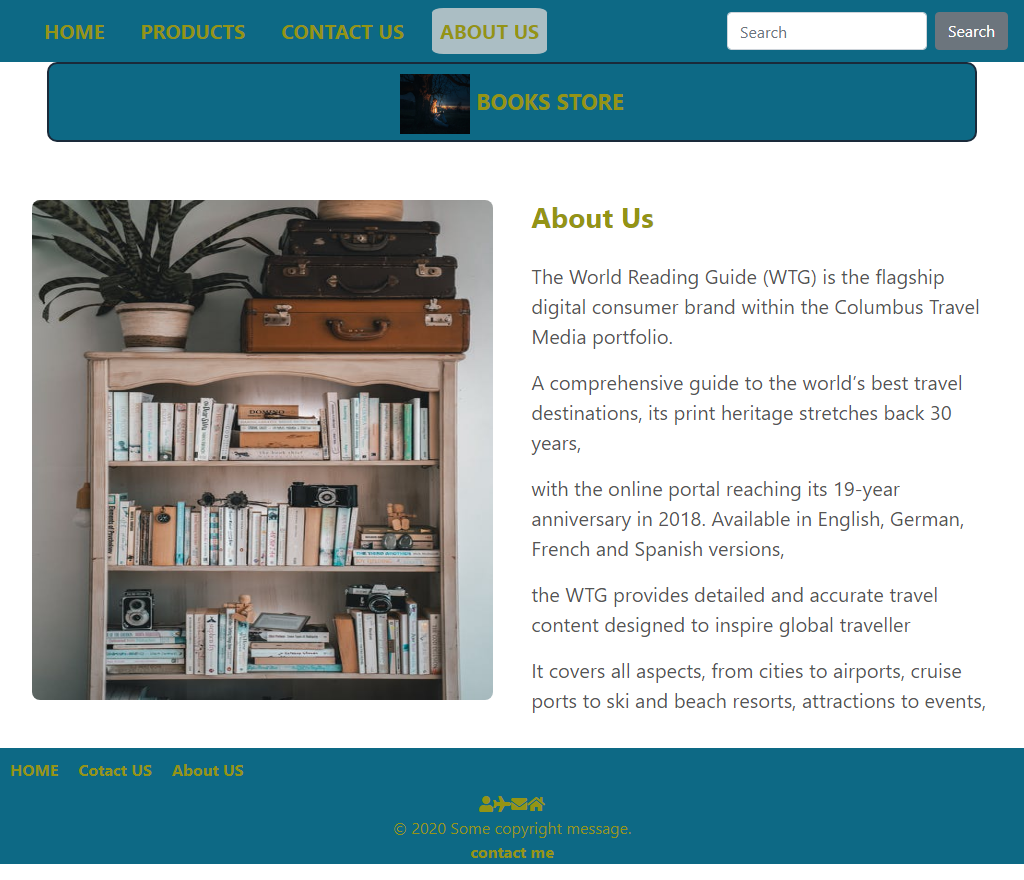 HOME PRODUCTS CONTACT US ABOUT US Search Search
BOOKS STORE
About Us
The World Reading Guide (WTG) is the flagship
digital consumer brand within the Columbus Travel
Media portfolio.
A comprehensive guide to the world’s best travel
destinations, its print heritage stretches back 30
years,
with the online portal reaching its 19-year
anniversary in 2018. Available in English, German,
French and Spanish versions,
the WTG provides detailed and accurate travel
content designed to inspire global traveller
It covers all aspects, from cities to airports, cruise
ports to ski and beach resorts, attractions to events,
DOMINO
the book thief
HOME Cotact US About US
© 2020 Some copyright message.
contact me